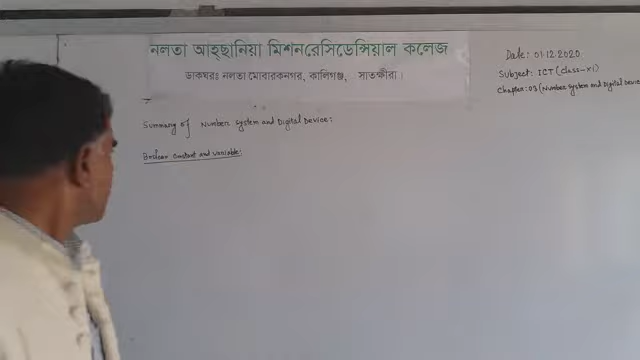 নলতা আহ্ছানিয়া মিশনরেসিডেন্সিয়াল কলেজ
ডাকঘরঃ নলতা মোবারকনগর, কালিগঞ্জ, সাতক্ষীরা।
Date: 01.12.2020
Subject: ICT (class-XI)
Chapter: 03 (Number System and Digital Device
Summary of Number System and Digital Device:
Boolean Constant and variable: